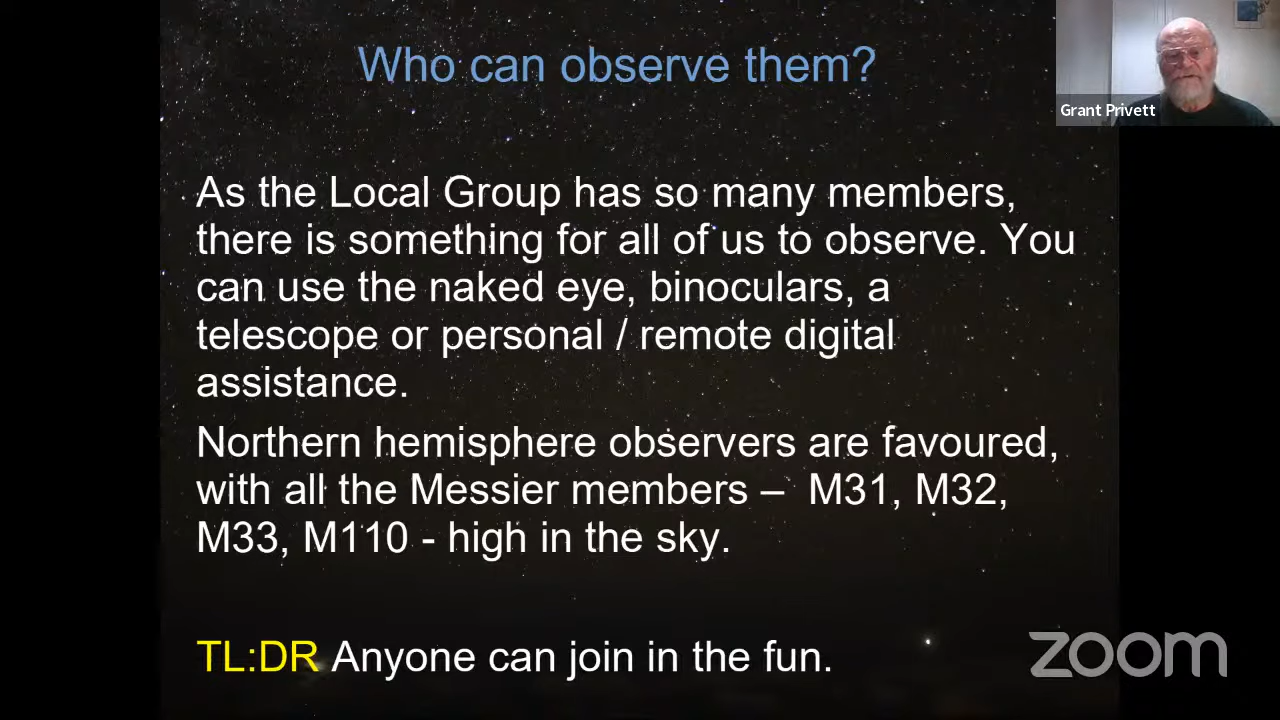 Who can observe them?
Grant Privett
As the Local Group has so many members,
there is something for all of us to observe. You
can use the naked eye, binoculars, a
telescope or personal / remote digital
assistance.
Northern hemisphere observers are favoured,
with all the Messier members – M31, M32,
M33, M110 - high in the sky.
TL:DR Anyone can join in the fun.
zoom